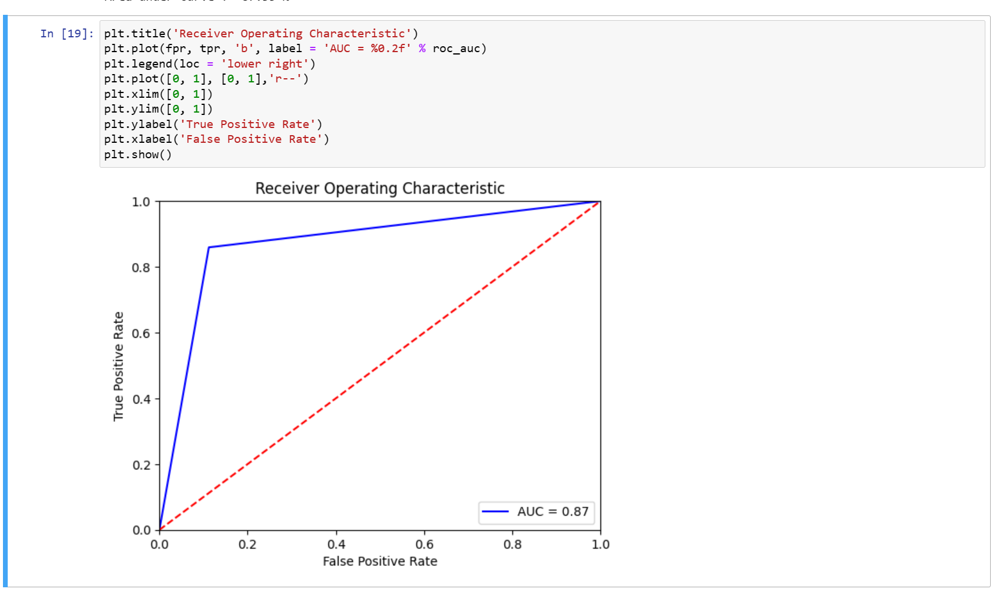 In [19]:
plt.title('Receiver Operating Characteristic')
plt.plot(fpr, tpr, 'b', label = 'AUC = %0.2f' % roc_auc)
plt.legend(loc = 'lower right')
plt.plot([0, 1], [0, 1],'r--')
plt.xlim([0, 1])
plt.ylim([0, 1])
plt.ylabel('True Positive Rate')
plt.xlabel('False Positive Rate')
plt.show()
Receiver Operating Characteristic
True Positive Rate
1.0
0.8
0.6
0.4
0.2
0.0
AUC = 0.87
0.0 0.2 0.4 0.6 0.8 1.0
False Positive Rate